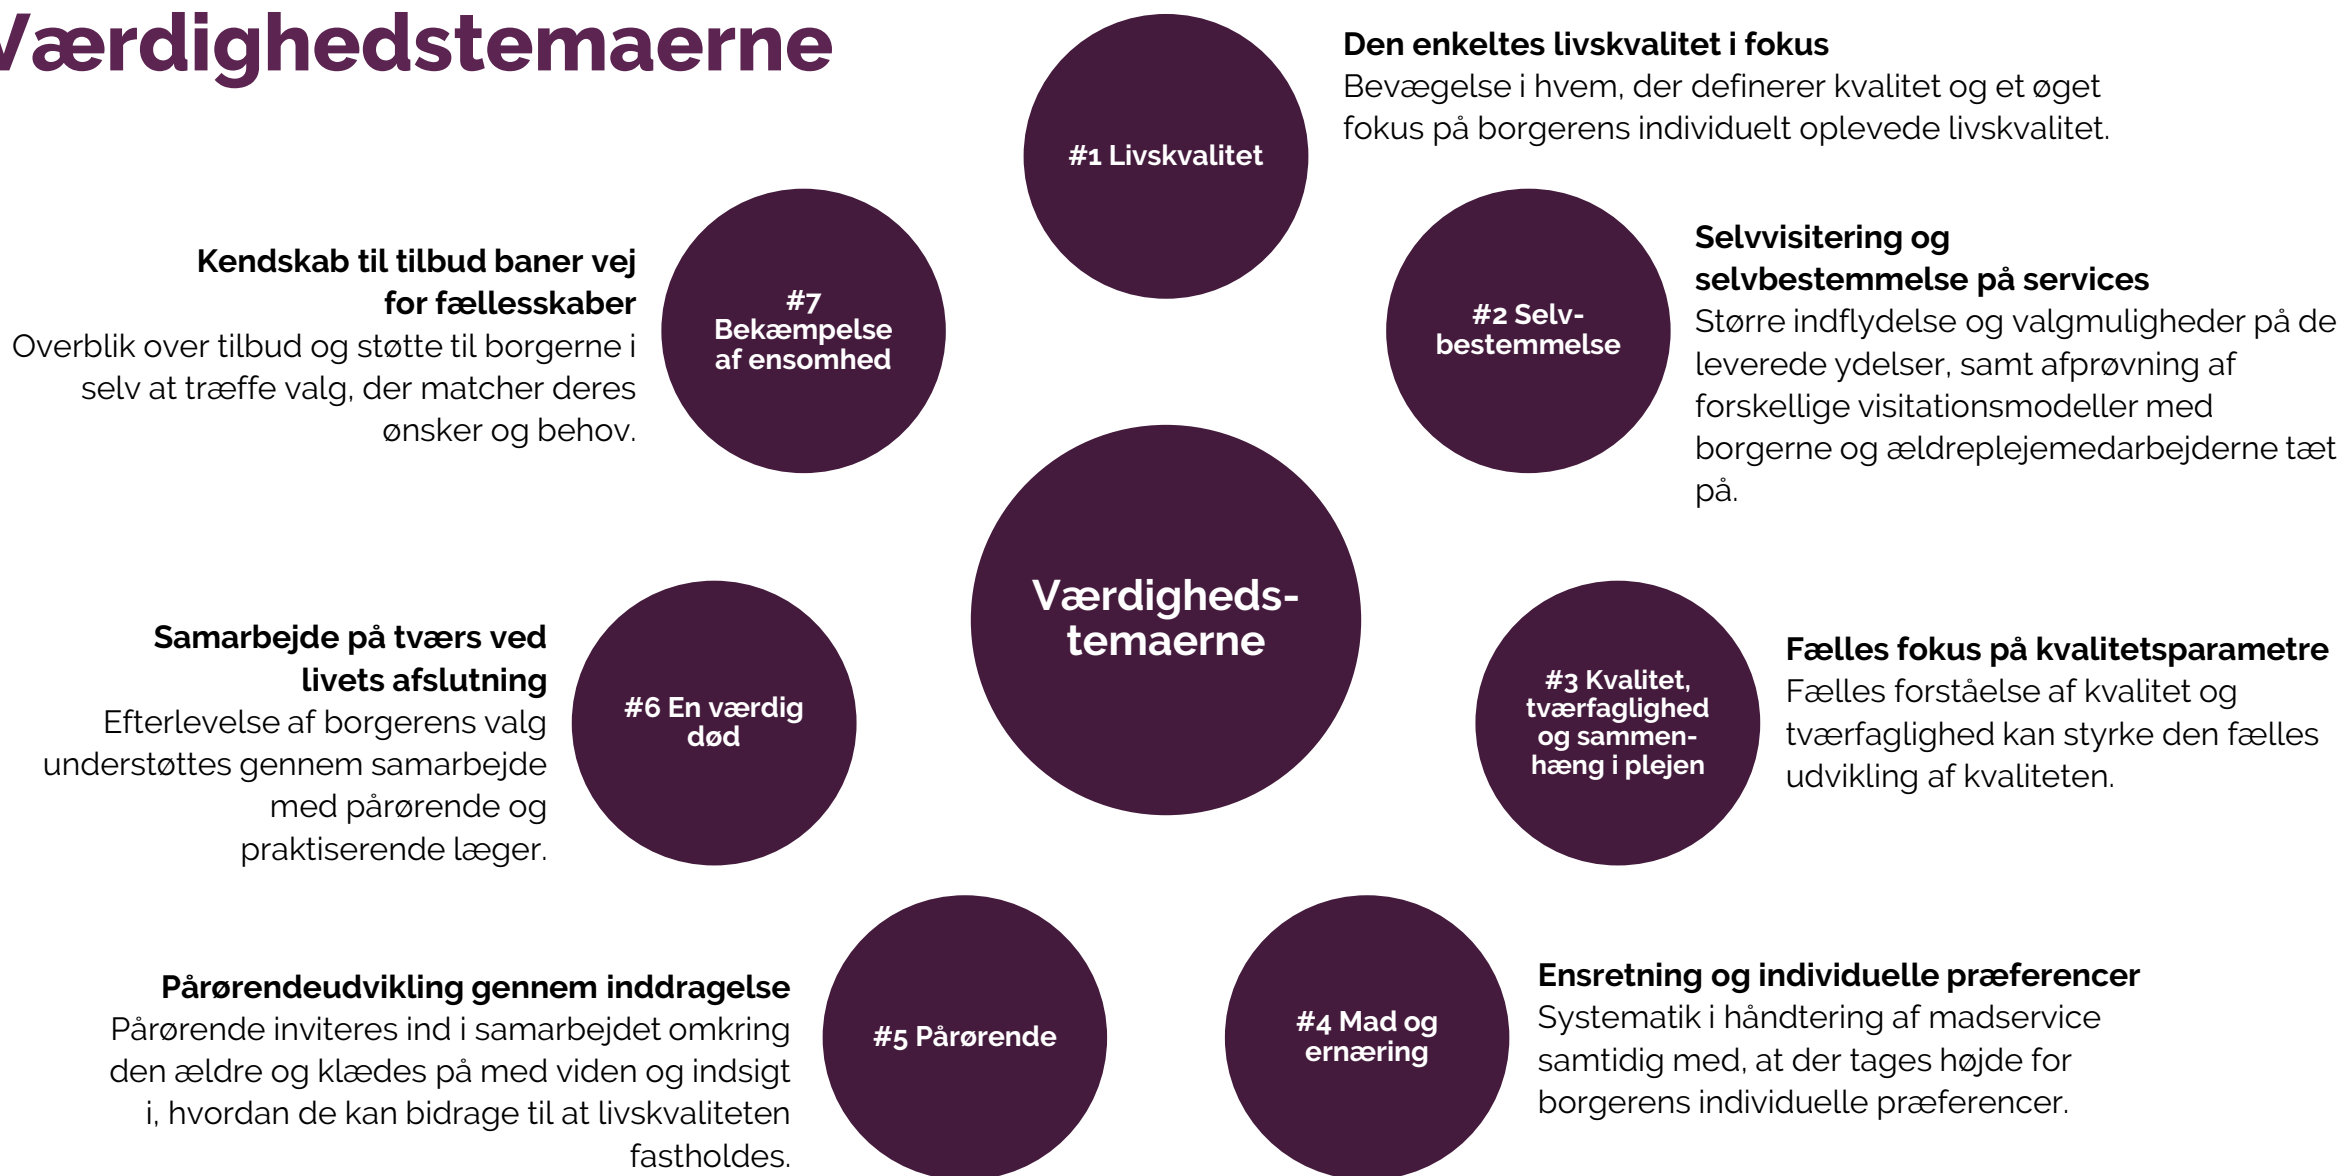 Værdighedstemaerne
#1 Livskvalitet
Den enkeltes livskvalitet i fokus
Bevægelse i hvem, der definerer kvalitet og et øget
fokus på borgerens individuelt oplevede livskvalitet.
#2 Selv-
bestemmelse
Selvvisitering og
selvbestemmelse på services
Større indflydelse og valgmuligheder på de
leverede ydelser, samt afprøvning af
forskellige visitationsmodeller med
borgerne og ældreplejemedarbejderne tæt
på.
Værdigheds-
temaerne
#3 Kvalitet,
tværfaglighed
og sammen-
hæng i plejen
Fælles fokus på kvalitetsparametre
Fælles forståelse af kvalitet og
tværfaglighed kan styrke den fælles
udvikling af kvaliteten.
#4 Mad og
ernæring
Ensretning og individuelle præferencer
Systematik i håndtering af madservice
samtidig med, at der tages højde for
borgerens individuelle præferencer.
#5 Pårørende
Pårørendeudvikling gennem inddragelse
Pårørende inviteres ind i samarbejdet omkring
den ældre og klædes på med viden og indsigt
i, hvordan de kan bidrage til at livskvaliteten
fastholdes.
#6 En værdig
død
Samarbejde på tværs ved
livets afslutning
Efterlevelse af borgerens valg
understøttes gennem samarbejde
med pårørende og
praktiserende læger.
#7
Bekæmpelse
af ensomhed
Kendskab til tilbud baner vej
for fællesskaber
Overblik over tilbud og støtte til borgerne i
selv at træffe valg, der matcher deres
ønsker og behov.